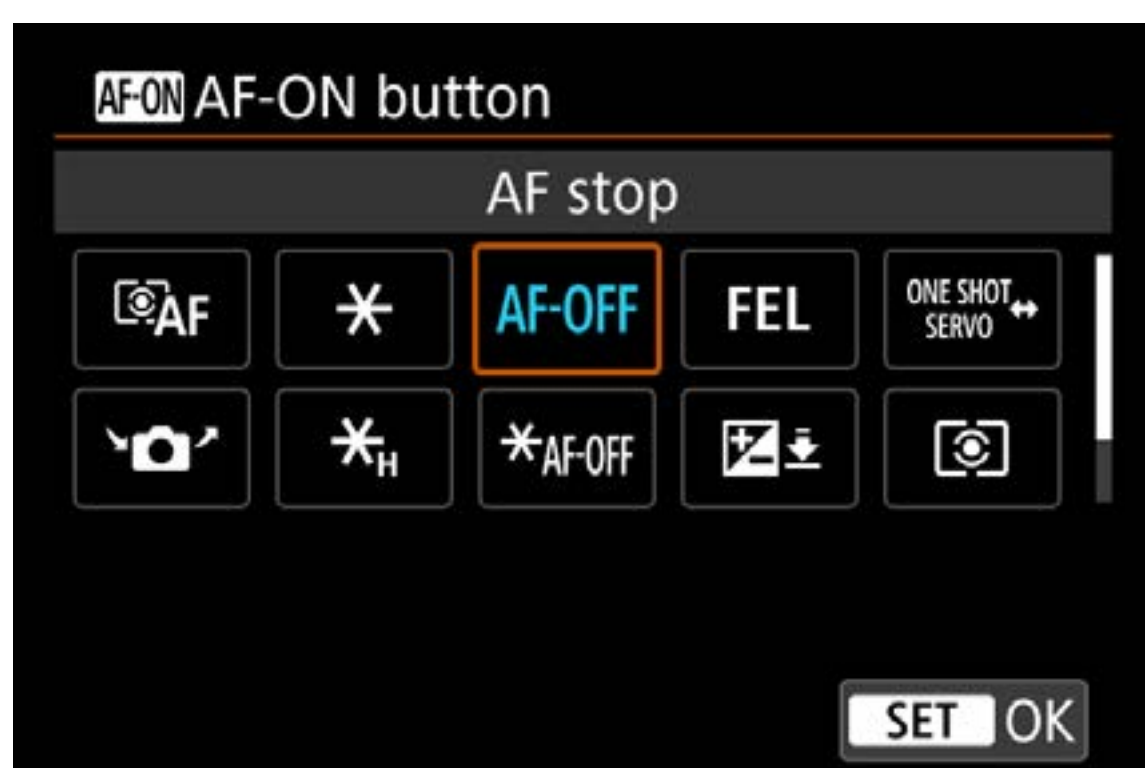 AF-ON AF-ON button
AF stop
AF * AF-OFF FEL ONE SHOT SERVO
*H *AF-OFF
SET OK